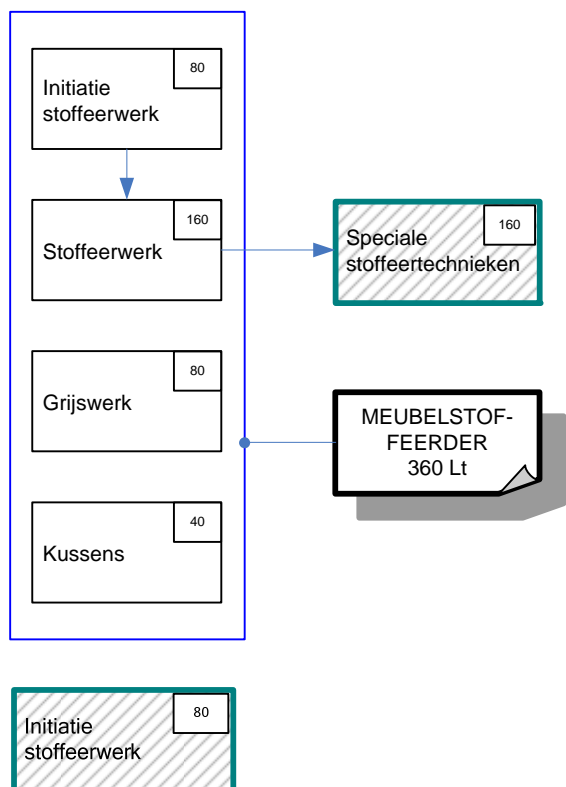 80
Initiatie
stoffeerwerk
160
Stoffeerwerk
160
Speciale
stoffeertechnieken
80
Grijswerk
MEUBELSTOF-
FEERDER
360 Lt
40
Kussens
80
Initiatie
stoffeerwerk